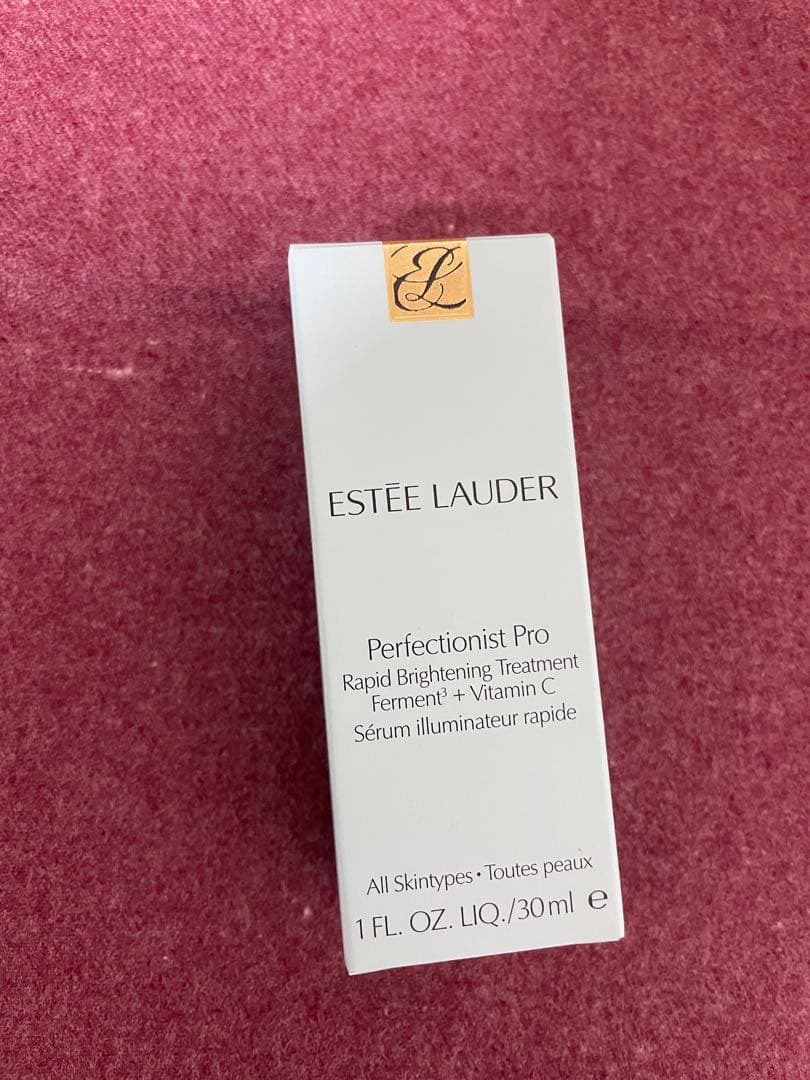 EL
ESTĒE LAUDER
Perfectionist Pro
Rapid Brightening Treatment
Ferment³ + Vitamin C
Sérum illuminateur rapide
All Skintypes • Toutes peaux
1 FL. OZ. LIQ./30 ml ℮